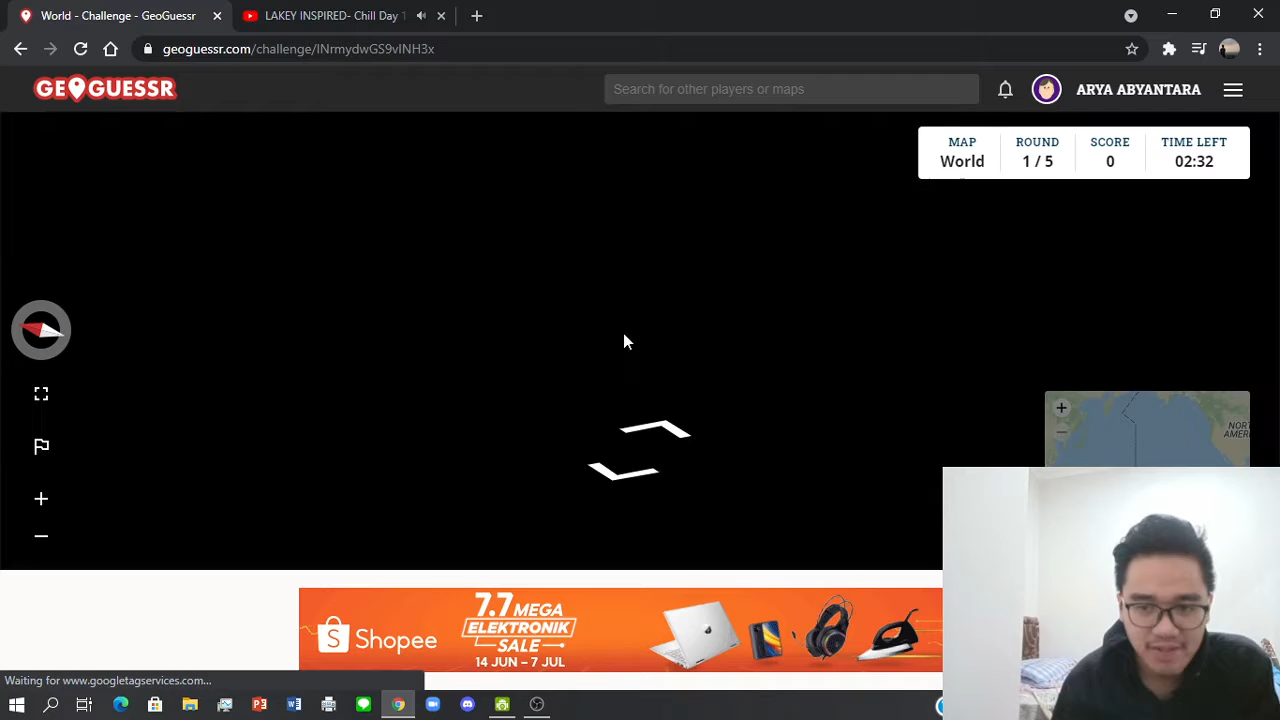 World - Challenge - GeoGuessr
LAKEY INSPIRED- Chill Day
geoguessr.com/challenge/lNrmydwGS9vINH3x
GEOGUESSR
Search for other players or maps
ARYA ABYANTARA
MAP ROUND SCORE TIME LEFT
World 1 / 5 0 02:32
NORT
AMERICA
Shopee
7.7 MEGA
ELEKTRONIK
SALE
14 JUN – 7 JUL
Waiting for www.googletagservices.com...